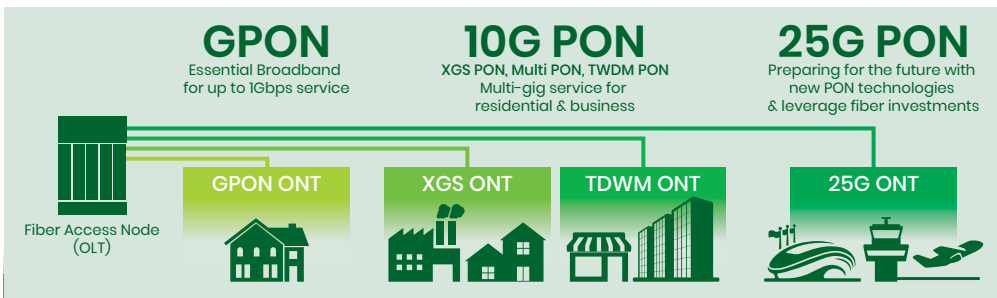 GPON
Essential Broadband
for up to 1Gbps service
10G PON
XGS PON, Multi PON, TWDM PON
Multi-gig service for
residential & business
25G PON
Preparing for the future with
new PON technologies
& leverage fiber investments
Fiber Access Node
(OLT)
GPON ONT
XGS ONT
TDWM ONT
25G ONT